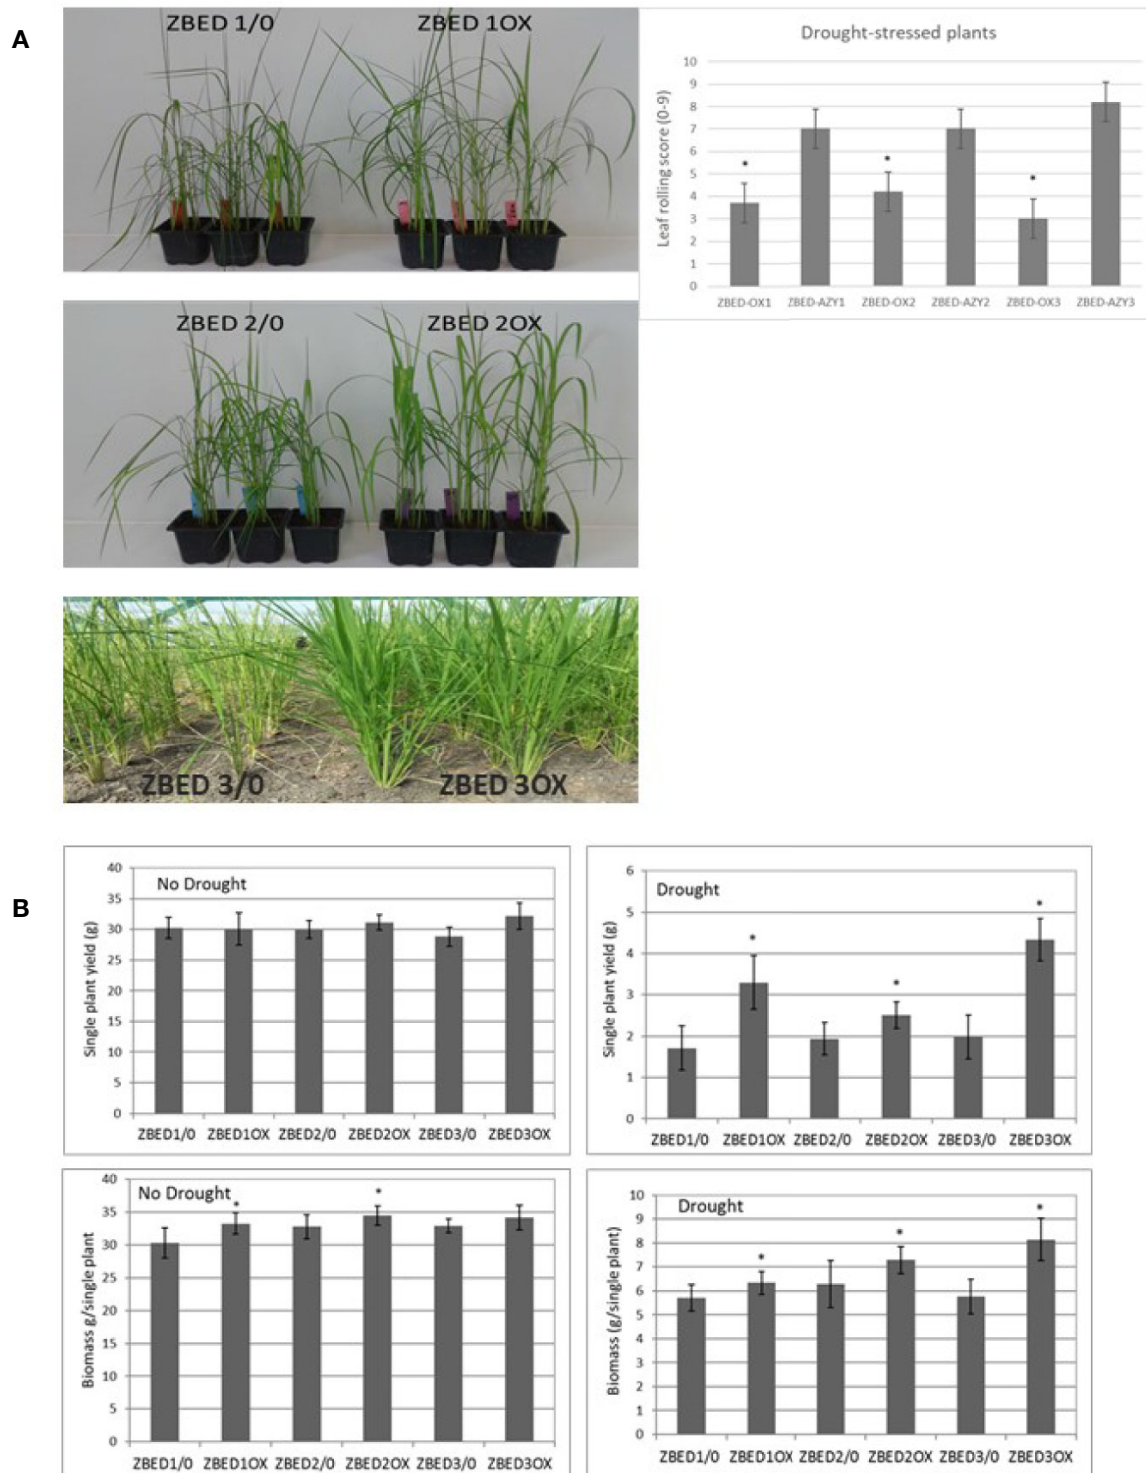 A
ZBED 1/0
ZBED 1OX
Drought-stressed plants
Leaf rolling score (0-9)
10
9
8
7
6
5
4
3
2
1
0
*
*
*
ZBED-OX1
ZBED-AZY1
ZBED-OX2
ZBED-AZY2
ZBED-OX3
ZBED-AZY3
ZBED 2/0
ZBED 2OX
ZBED 3/0
ZBED 3OX
B
No Drought
Single plant yield (g)
40
35
30
25
20
15
10
5
0
ZBED1/0
ZBED1OX
ZBED2/0
ZBED2OX
ZBED3/0
ZBED3OX
Drought
Single plant yield (g)
6
5
4
3
2
1
0
*
*
*
ZBED1/0
ZBED1OX
ZBED2/0
ZBED2OX
ZBED3/0
ZBED3OX
No Drought
Biomass g/single plant
40
35
30
25
30
15
10
5
0
*
*
ZBED1/0
ZBED1OX
ZBED2/0
ZBED2OX
ZBED3/0
ZBED3OX
Drought
Biomass (g/single plant)
10
9
8
7
6
5
4
3
2
1
0
*
*
*
ZBED1/0
ZBED1OX
ZBED2/0
ZBED2OX
ZBED3/0
ZBED3OX